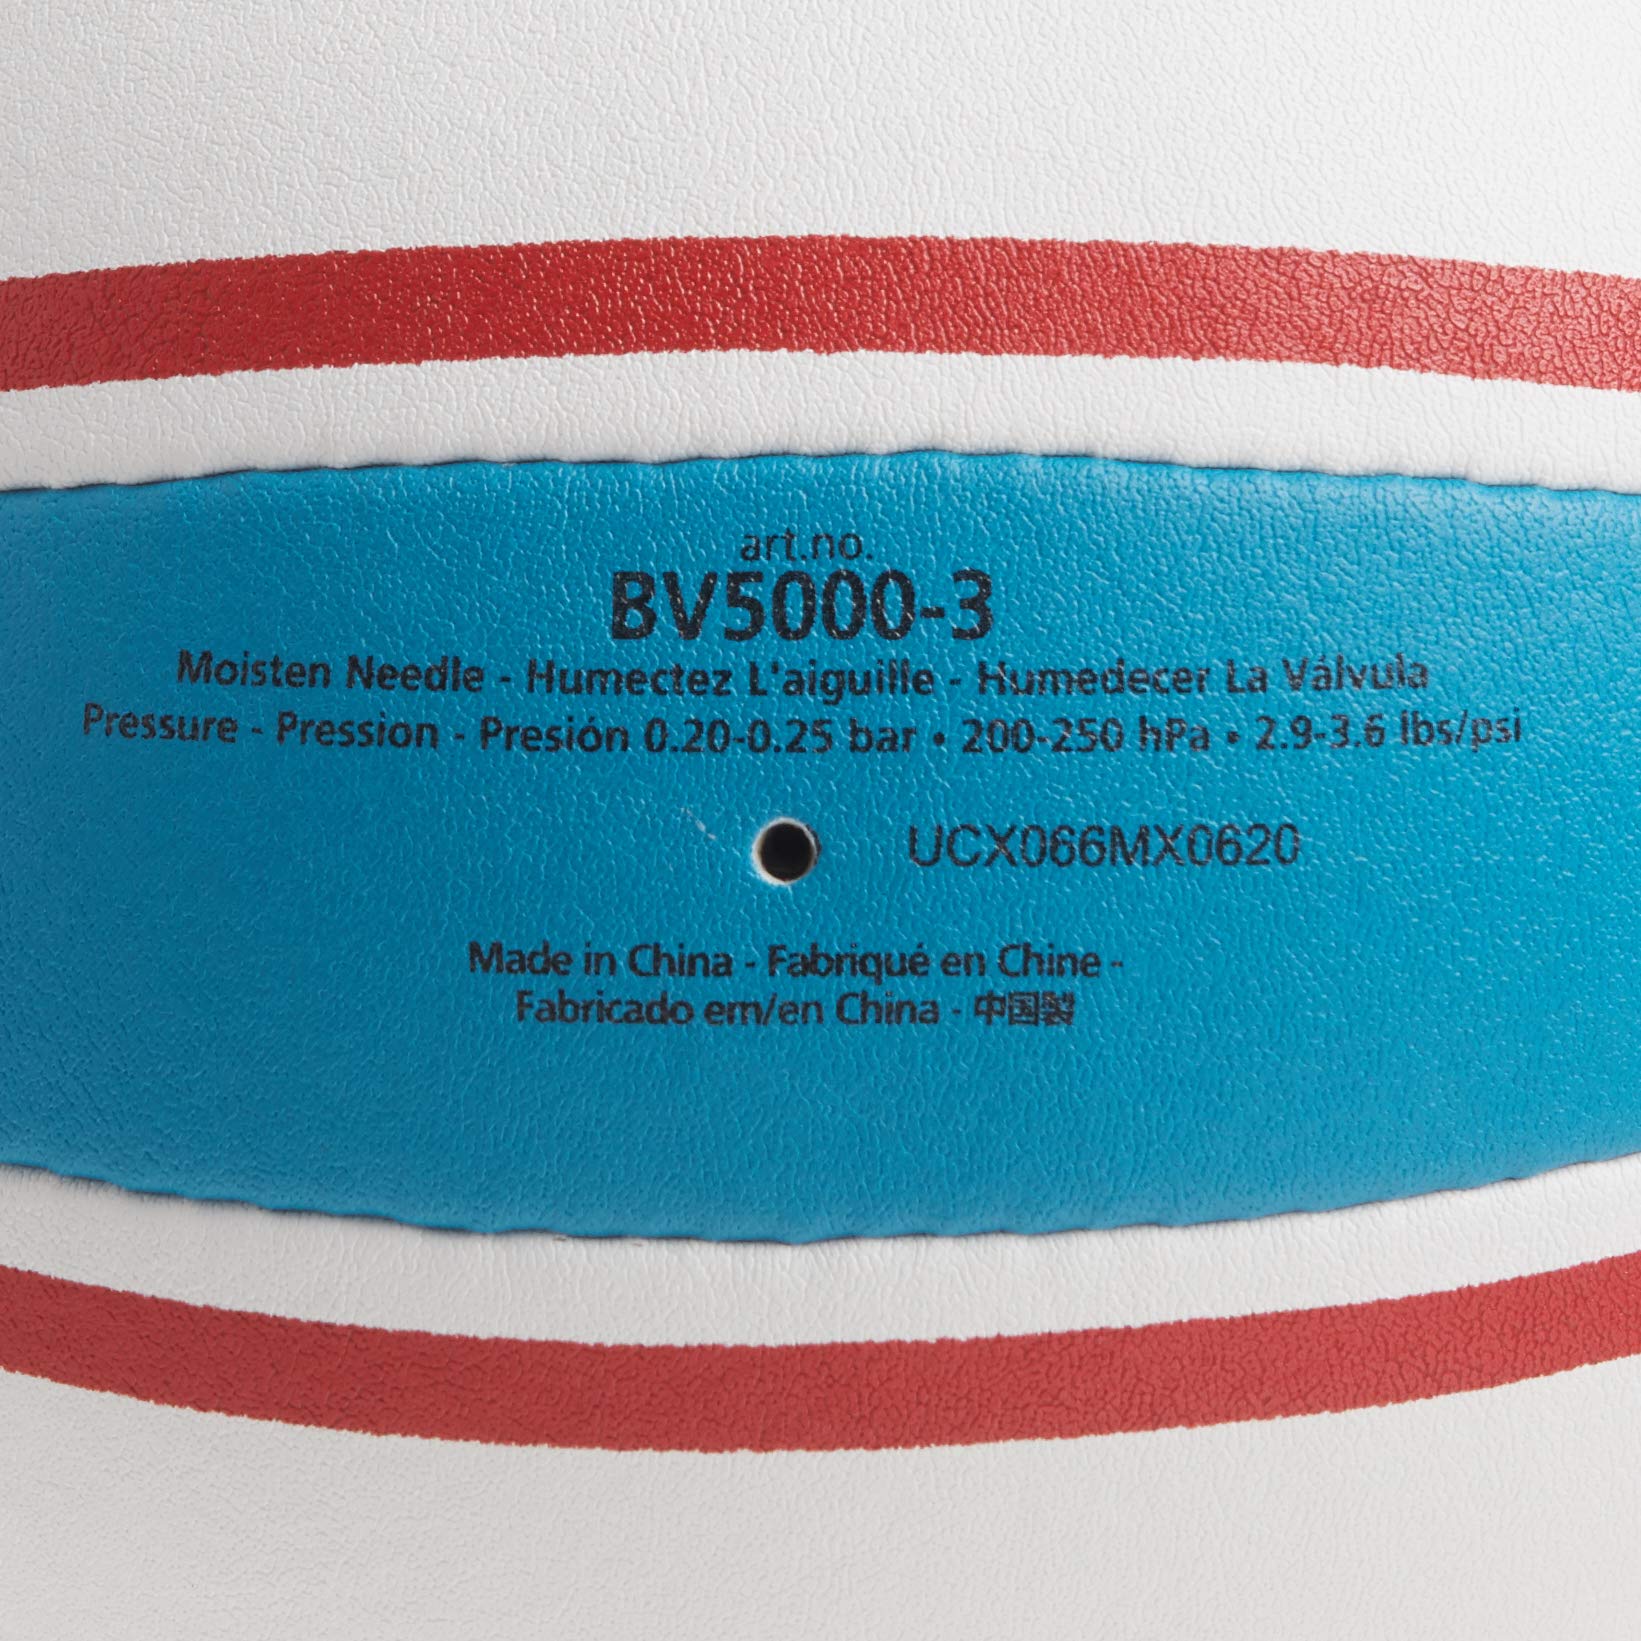 art.no.
BV5000-3
Moisten Needle - Humectez L'aiguille - Humedecer La Válvula
Pressure - Pression - Presión 0.20-0.25 bar • 200-250 hPa • 2.9-3.6 lbs/psi
UCX066MX0620
Made in China - Fabriqué en Chine -
Fabricado em/en China - 中国製